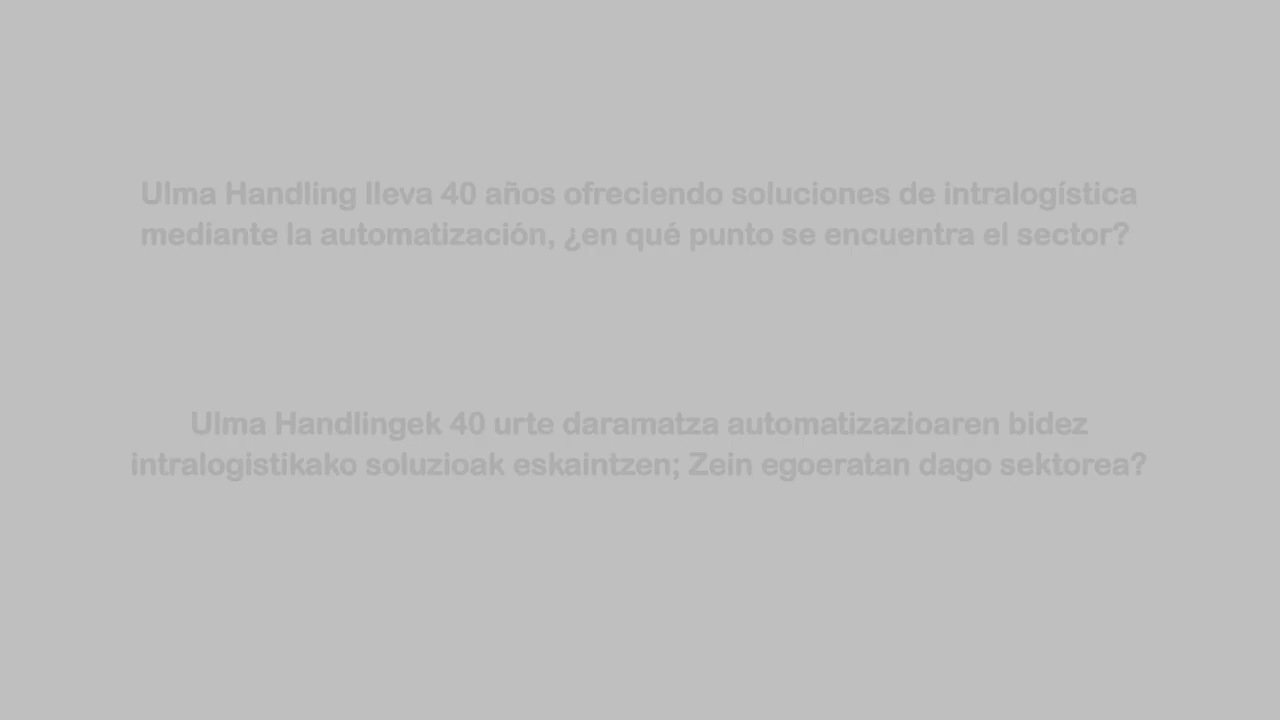 Ulma Handling lleva 40 años ofreciendo soluciones de intralogística
mediante la automatización, ¿en qué punto se encuentra el sector?
Ulma Handlingek 40 urte daramatza automatizazioaren bidez
intralogistikako soluzioak eskaintzen; Zein egoeratan dago sektorea?